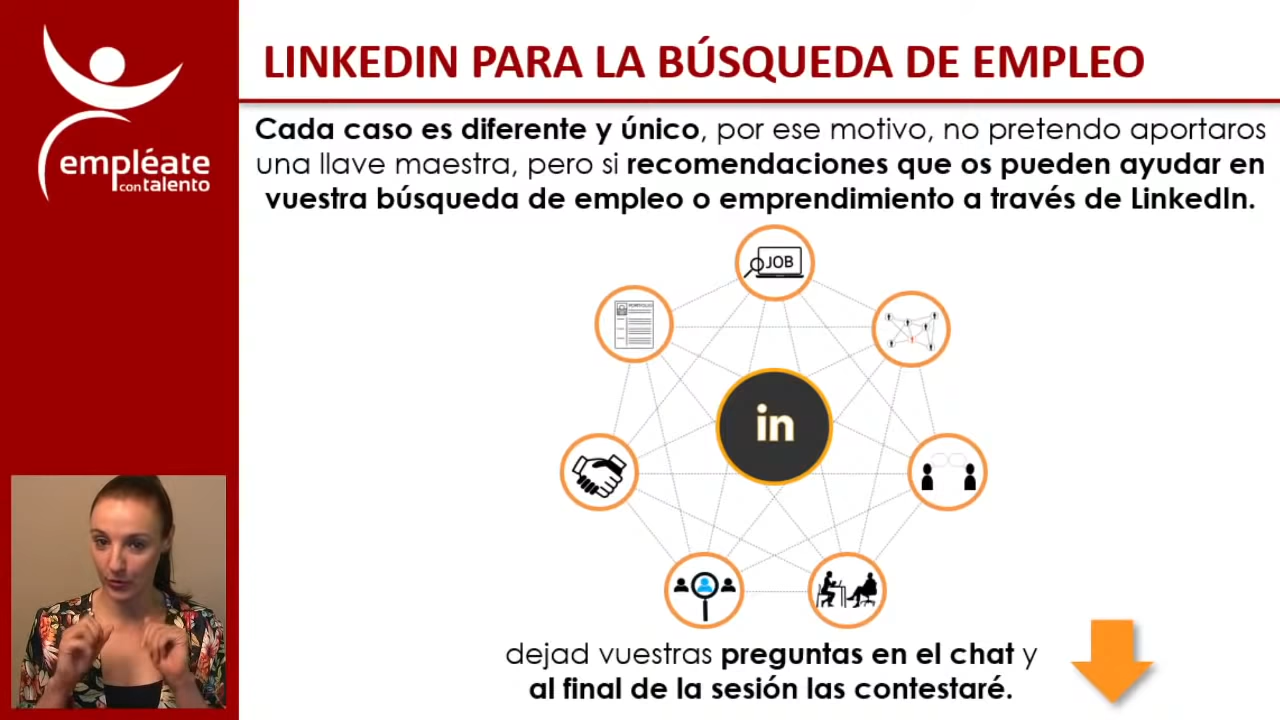 LINKEDIN PARA LA BÚSQUEDA DE EMPLEO
empléate
con talento
Cada caso es diferente y único, por ese motivo, no pretendo aportaros
una llave maestra, pero si recomendaciones que os pueden ayudar en
vuestra búsqueda de empleo o emprendimiento a través de LinkedIn.
JOB
in
dejad vuestras preguntas en el chat y
al final de la sesión las contestaré.